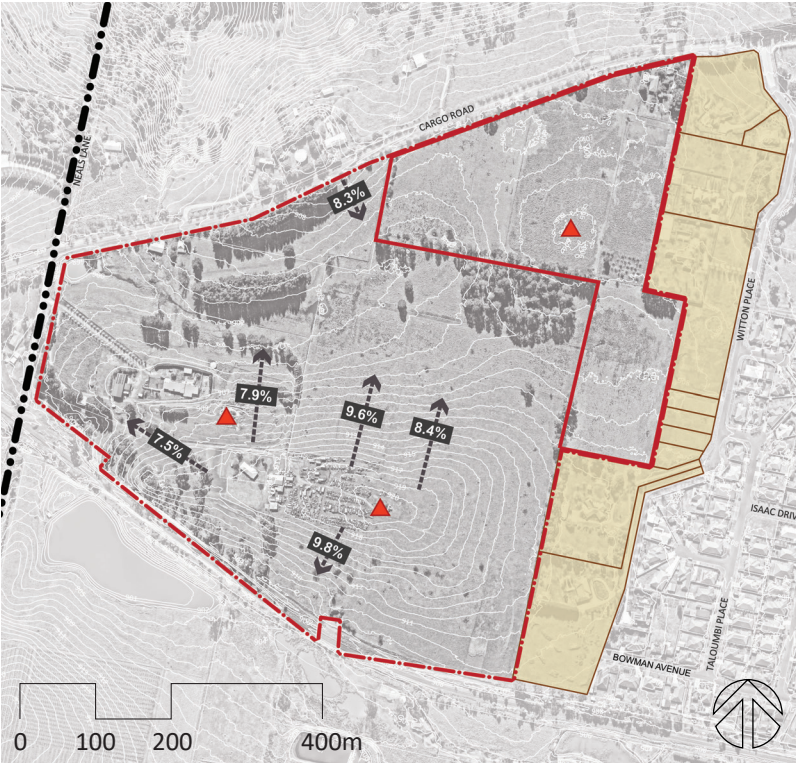 CARGO ROAD
NEALS LANE
8.3%
WITTON PLACE
7.9%
9.6%
8.4%
7.5%
9.8%
ISAAC DRIV
TALOUMBI PLACE
BOWMAN AVENUE
0 100 200 400m